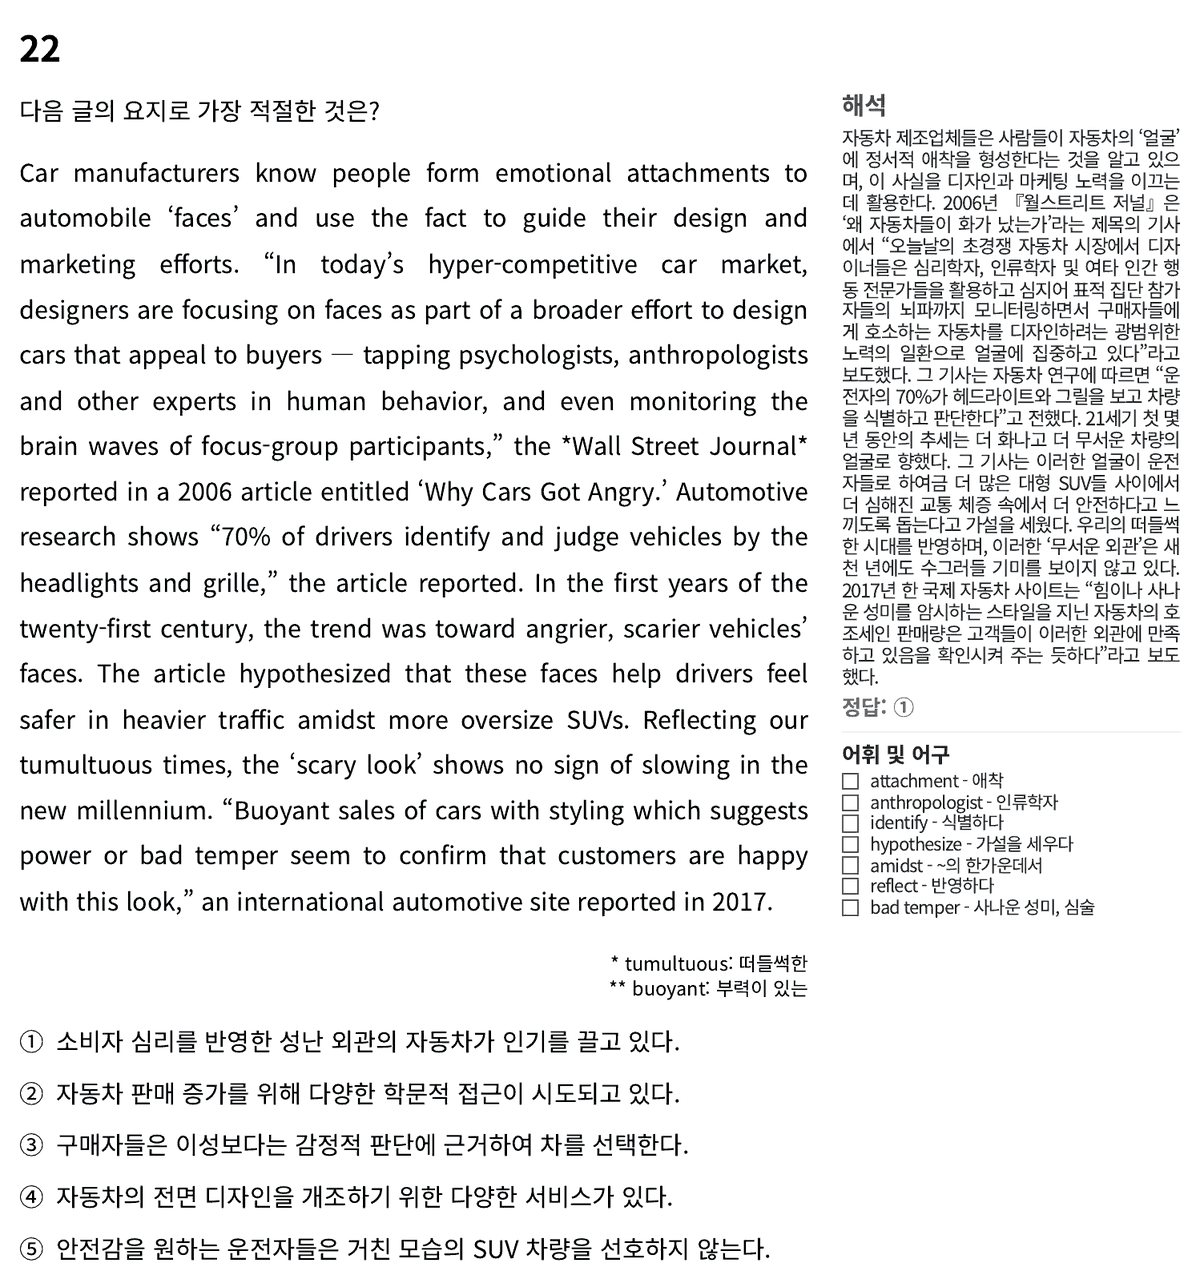 22
다음 글의 요지로 가장 적절한 것은?
Car manufacturers know people form emotional attachments to
automobile ‘faces’ and use the fact to guide their design and
marketing efforts. “In today’s hyper-competitive car market,
designers are focusing on faces as part of a broader effort to design
cars that appeal to buyers — tapping psychologists, anthropologists
and other experts in human behavior, and even monitoring the
brain waves of focus-group participants,” the *Wall Street Journal*
reported in a 2006 article entitled ‘Why Cars Got Angry.’ Automotive
research shows “70% of drivers identify and judge vehicles by the
headlights and grille,” the article reported. In the first years of the
twenty-first century, the trend was toward angrier, scarier vehicles’
faces. The article hypothesized that these faces help drivers feel
safer in heavier traffic amidst more oversize SUVs. Reflecting our
tumultuous times, the ‘scary look’ shows no sign of slowing in the
new millennium. “Buoyant sales of cars with styling which suggests
power or bad temper seem to confirm that customers are happy
with this look,” an international automotive site reported in 2017.
* tumultuous: 떠들썩한
** buoyant: 부력이 있는
① 소비자 심리를 반영한 성난 외관의 자동차가 인기를 끌고 있다.
② 자동차 판매 증가를 위해 다양한 학문적 접근이 시도되고 있다.
③ 구매자들은 이성보다는 감정적 판단에 근거하여 차를 선택한다.
④ 자동차의 전면 디자인을 개조하기 위한 다양한 서비스가 있다.
⑤ 안전감을 원하는 운전자들은 거친 모습의 SUV 차량을 선호하지 않는다.
해석
자동차 제조업체들은 사람들이 자동차의 ‘얼굴’
에 정서적 애착을 형성한다는 것을 알고 있으
며, 이 사실을 디자인과 마케팅 노력을 이끄는
데 활용한다. 2006년 『월스트리트 저널』은
‘왜 자동차들이 화가 났는가’라는 제목의 기사
에서 “오늘날의 초경쟁 자동차 시장에서 디자
이너들은 심리학자, 인류학자 및 여타 인간 행
동 전문가들을 활용하고 심지어 표적 집단 참가
자들의 뇌파까지 모니터링하면서 구매자들에
게 호소하는 자동차를 디자인하려는 광범위한
노력의 일환으로 얼굴에 집중하고 있다”라고
보도했다. 그 기사는 자동차 연구에 따르면 “운
전자의 70%가 헤드라이트와 그릴을 보고 차량
을 식별하고 판단한다”고 전했다. 21세기 첫 몇
년 동안의 추세는 더 화나고 더 무서운 차량의
얼굴로 향했다. 그 기사는 이러한 얼굴이 운전
자들로 하여금 더 많은 대형 SUV들 사이에서
더 심해진 교통 체증 속에서 더 안전하다고 느
끼도록 돕는다고 가설을 세웠다. 우리의 떠들썩
한 시대를 반영하며, 이러한 ‘무서운 외관’은 새
천 년에도 수그러들 기미를 보이지 않고 있다.
2017년 한 국제 자동차 사이트는 “힘이나 사나
운 성미를 암시하는 스타일을 지닌 자동차의 호
조세인 판매량은 고객들이 이러한 외관에 만족
하고 있음을 확인시켜 주는 듯하다”라고 보도
했다.
정답: ①
어휘 및 어구
□ attachment - 애착
□ anthropologist - 인류학자
□ identify - 식별하다
□ hypothesize - 가설을 세우다
□ amidst - ~의 한가운데서
□ reflect - 반영하다
□ bad temper - 사나운 성미, 심술